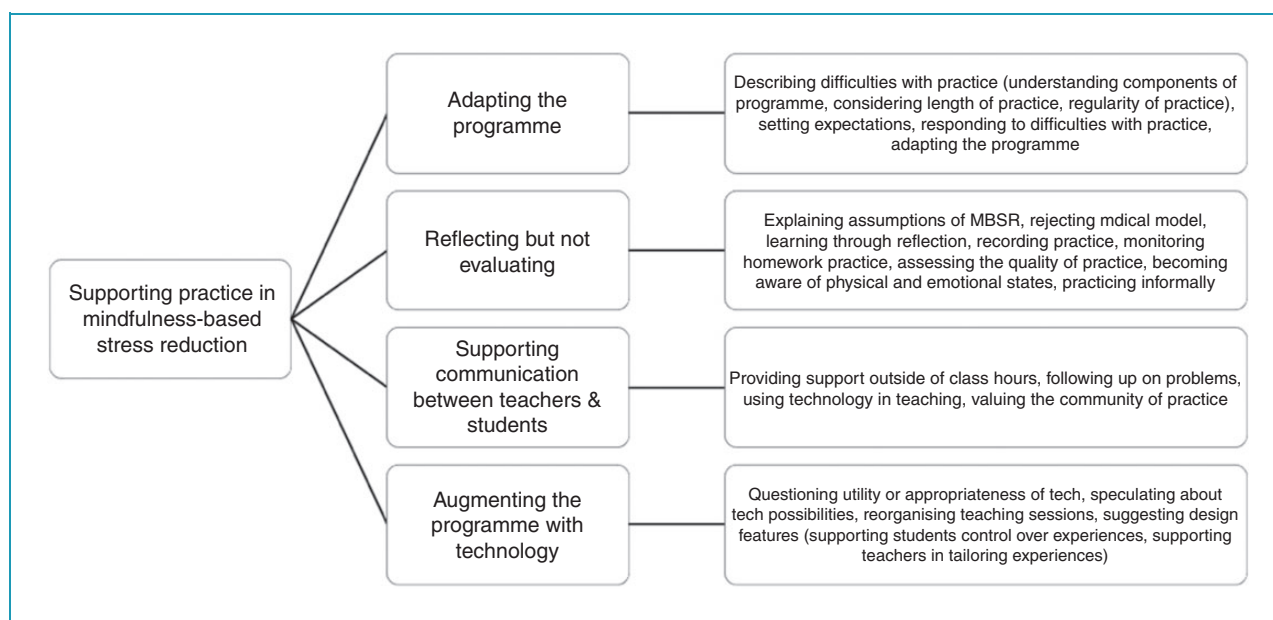 Supporting practice in
mindfulness-based
stress reduction
Adapting the
programme
Describing difficulties with practice (understanding components of
programme, considering length of practice, regularity of practice),
setting expectations, responding to difficulties with practice,
adapting the programme
Reflecting but not
evaluating
Explaining assumptions of MBSR, rejecting mdical model,
learning through reflection, recording practice, monitoring
homework practice, assessing the quality of practice, becoming
aware of physical and emotional states, practicing informally
Supporting
communication
between teachers &
students
Providing support outside of class hours, following up on problems,
using technology in teaching, valuing the community of practice
Augmenting the
programme with
technology
Questioning utility or appropriateness of tech, speculating about
tech possibilities, reorganising teaching sessions, suggesting design
features (supporting students control over experiences, supporting
teachers in tailoring experiences)